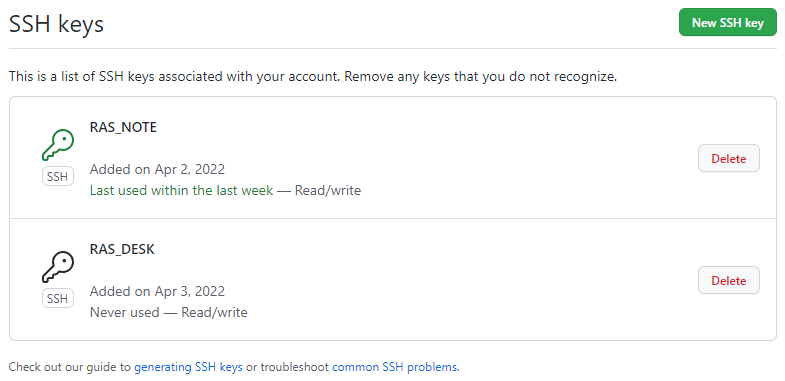 SSH keys
New SSH key
This is a list of SSH keys associated with your account. Remove any keys that you do not recognize.
RAS_NOTE
SSH
Added on Apr 2, 2022
Last used within the last week — Read/write
Delete
RAS_DESK
SSH
Added on Apr 3, 2022
Never used — Read/write
Delete
Check out our guide to generating SSH keys or troubleshoot common SSH problems.